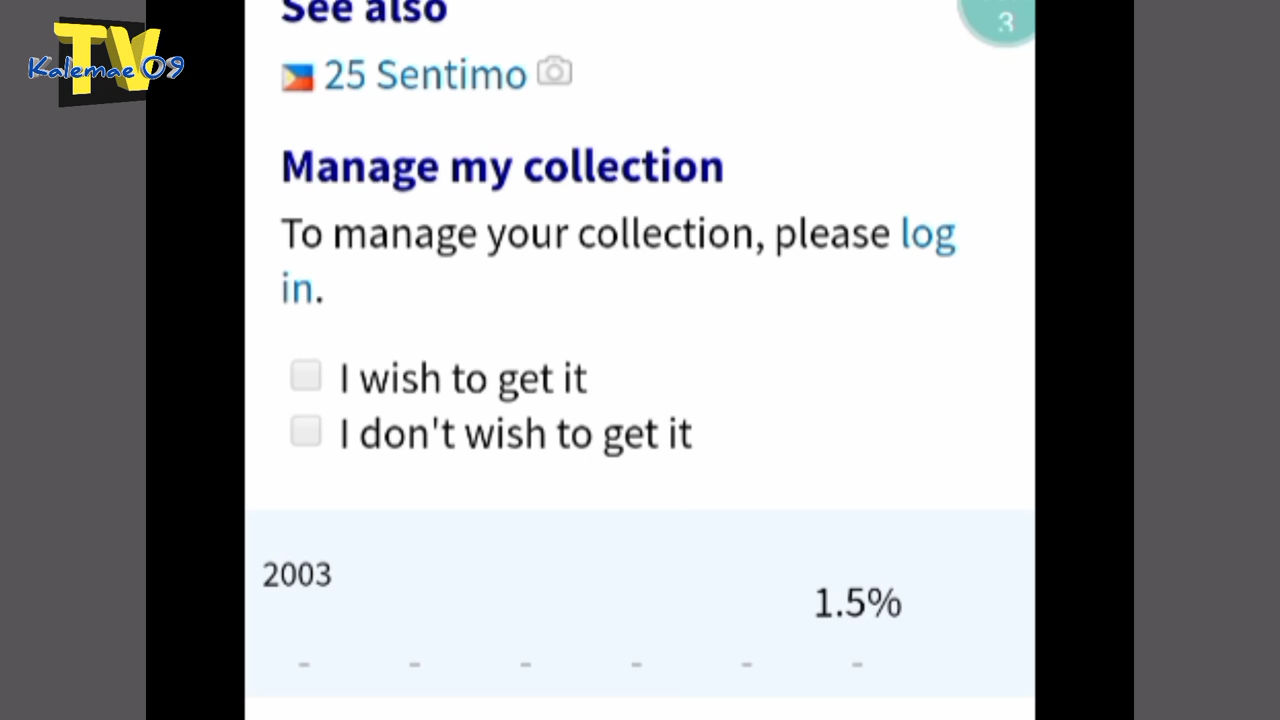 TV
Kalemae 09
See also
3
25 Sentimo
Manage my collection
To manage your collection, please log
in.
I wish to get it
I don't wish to get it
2003
1.5%
- - - - - -